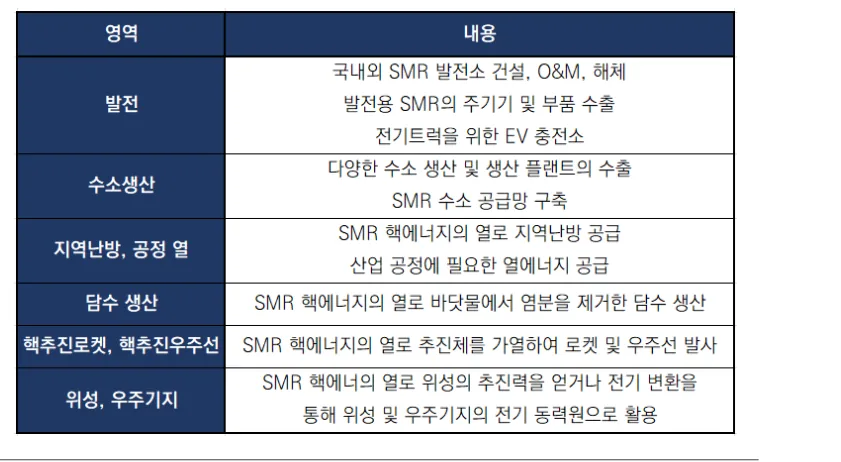 영역 내용
발전
국내외 SMR 발전소 건설, O&M, 해체
발전용 SMR의 주기기 및 부품 수출
전기트럭을 위한 EV 충전소
수소생산
다양한 수소 생산 및 생산 플랜트의 수출
SMR 수소 공급망 구축
지역난방, 공정 열
SMR 핵에너지의 열로 지역난방 공급
산업 공정에 필요한 열에너지 공급
담수 생산
SMR 핵에너지의 열로 바닷물에서 염분을 제거한 담수 생산
핵추진로켓, 핵추진우주선
SMR 핵에너지의 열로 추진체를 가열하여 로켓 및 우주선 발사
위성, 우주기지
SMR 핵에너의 열로 위성의 추진력을 얻거나 전기 변환을
통해 위성 및 우주기지의 전기 동력원으로 활용